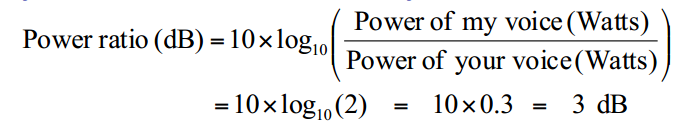 Power ratio (dB) = 10×log₁₀(Power of my voice (Watts) / Power of your voice (Watts))
= 10×log₁₀(2) = 10×0.3 = 3 dB